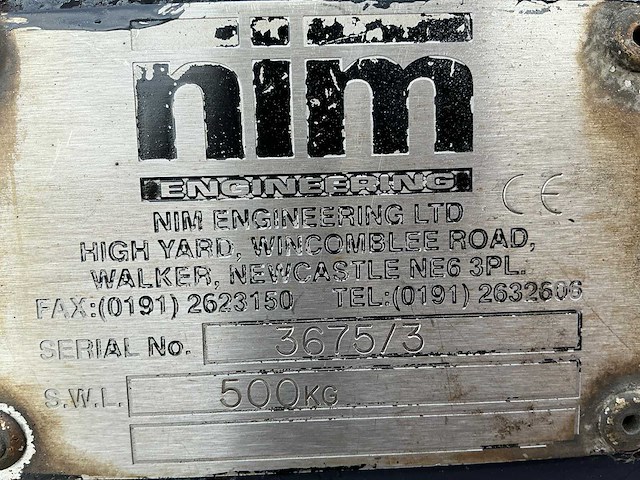 nim
ENGINEERING
CE
NIM ENGINEERING LTD
HIGH YARD, WINCOMBLEE ROAD,
WALKER, NEWCASTLE NE6 3PL.
FAX:(0191) 2623150 TEL:(0191) 2632606
SERIAL No. 3675/3
S.W.L. 500KG